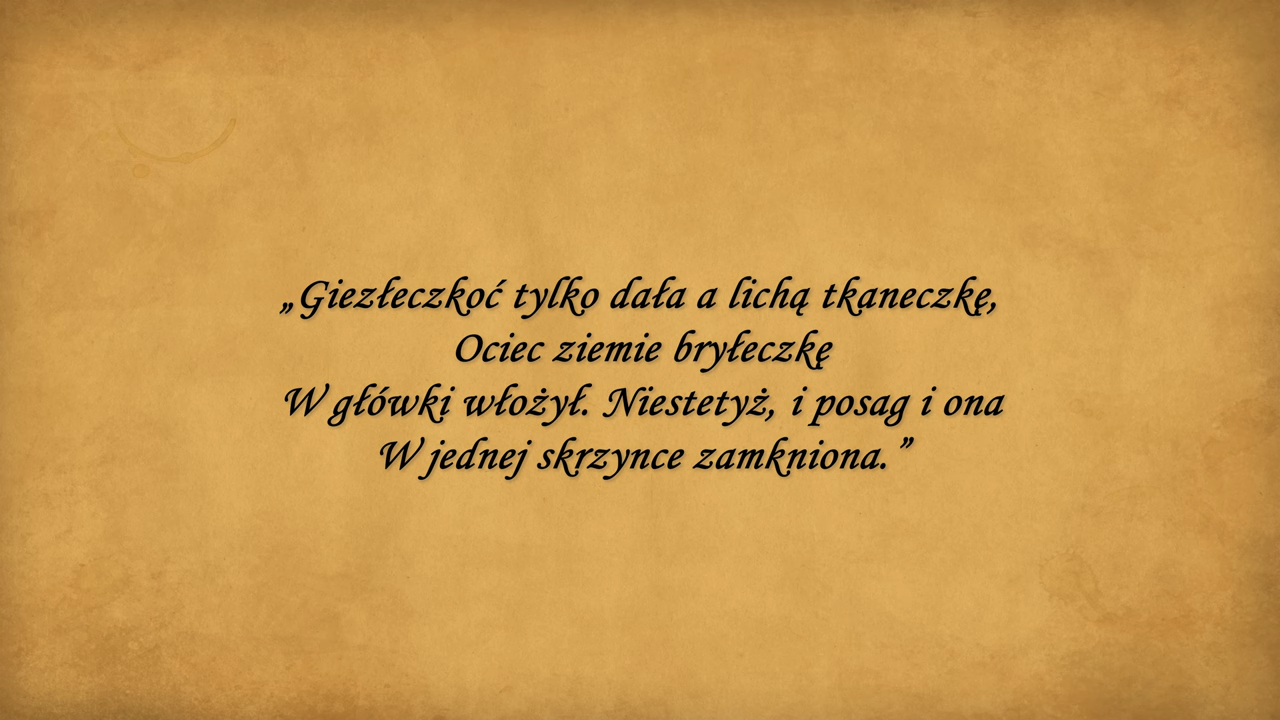 „Giezłeczkoć tylko dała a lichą tkaneczkę,
Ociec ziemie bryłeczkę
W główki włożył. Niestetyż, i posag i ona
W jednej skrzynce zamkniona.”